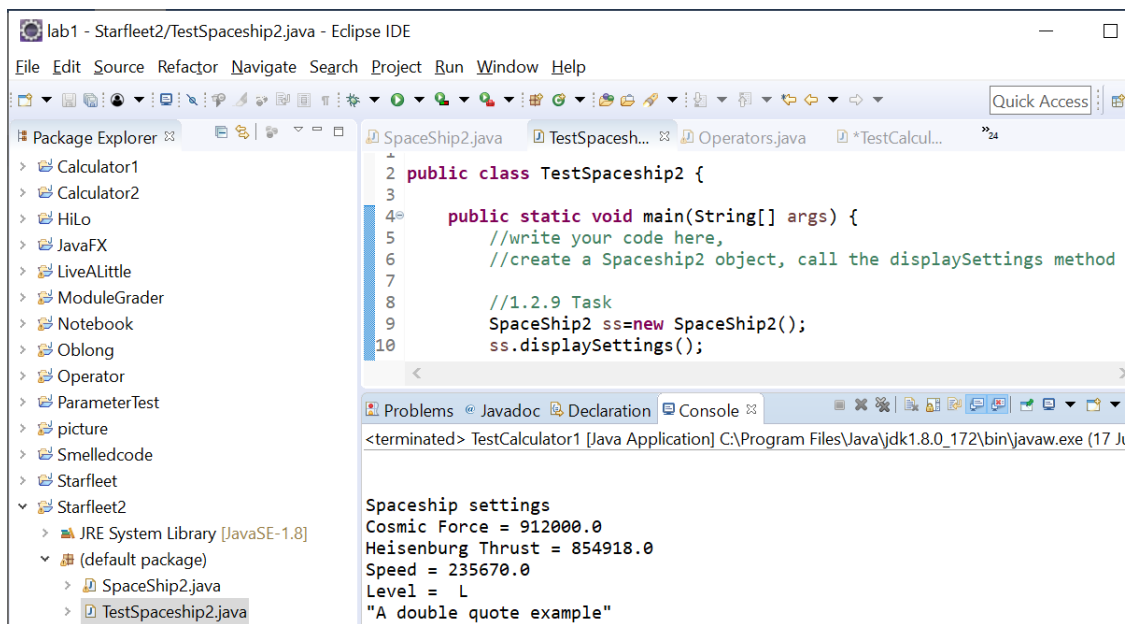 lab1 - Starfleet2/TestSpaceship2.java - Eclipse IDE
File Edit Source Refactor Navigate Search Project Run Window Help
Quick Access
Package Explorer
Calculator1
Calculator2
HiLo
JavaFX
LiveALittle
ModuleGrader
Notebook
Oblong
Operator
ParameterTest
picture
Smelledcode
Starfleet
Starfleet2
JRE System Library [JavaSE-1.8]
(default package)
SpaceShip2.java
TestSpaceship2.java
SpaceShip2.java TestSpacesh... Operators.java *TestCalcul... »24
1
2 public class TestSpaceship2 {
3
4 public static void main(String[] args) {
5 //write your code here,
6 //create a Spaceship2 object, call the displaySettings method
7
8 //1.2.9 Task
9 SpaceShip2 ss=new SpaceShip2();
10 ss.displaySettings();
Problems @ Javadoc Declaration Console
<terminated> TestCalculator1 [Java Application] C:\Program Files\Java\jdk1.8.0_172\bin\javaw.exe (17 Ju
Spaceship settings
Cosmic Force = 912000.0
Heisenburg Thrust = 854918.0
Speed = 235670.0
Level =  L
"A double quote example"